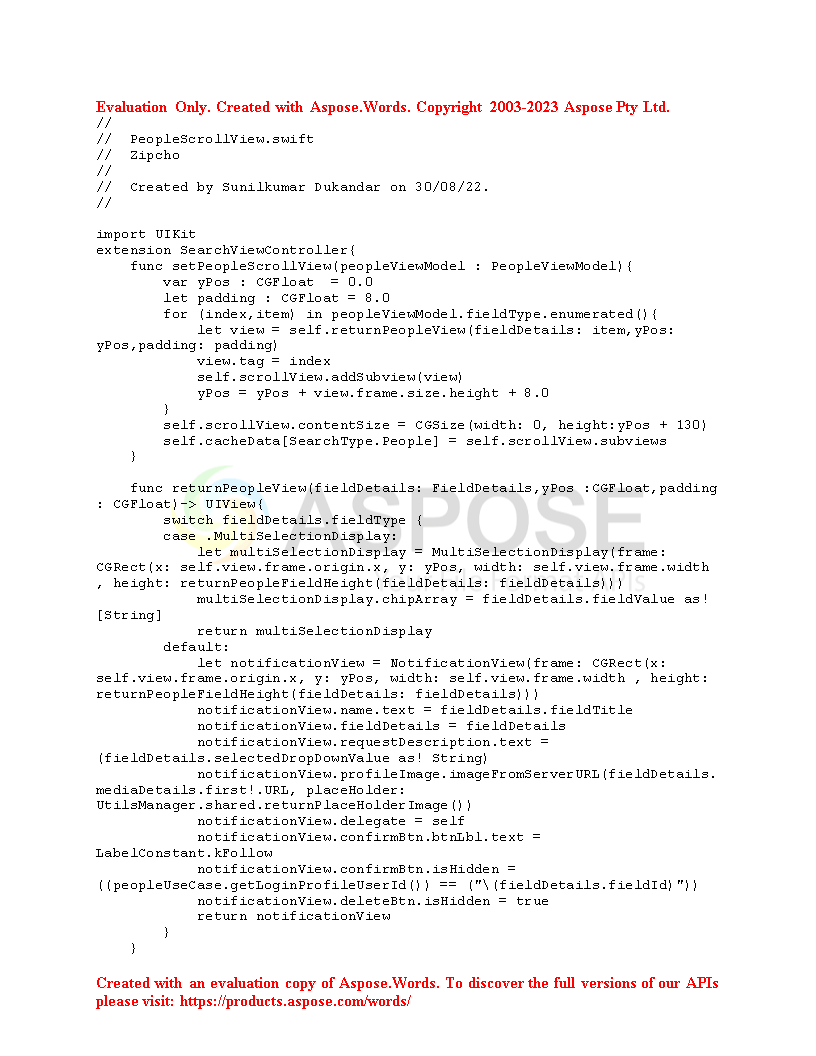 Evaluation Only. Created with Aspose.Words. Copyright 2003-2023 Aspose Pty Ltd.
//
//  PeopleScrollView.swift
//  Zipcho
//
//  Created by Sunilkumar Dukandar on 30/08/22.
//

import UIKit
extension SearchViewController{
    func setPeopleScrollView(peopleViewModel : PeopleViewModel){
        var yPos : CGFloat  = 0.0
        let padding : CGFloat = 8.0
        for (index,item) in peopleViewModel.fieldType.enumerated(){
            let view = self.returnPeopleView(fieldDetails: item,yPos:
yPos,padding: padding)
            view.tag = index
            self.scrollView.addSubview(view)
            yPos = yPos + view.frame.size.height + 8.0
        }
        self.scrollView.contentSize = CGSize(width: 0, height:yPos + 130)
        self.cacheData[SearchType.People] = self.scrollView.subviews
    }

    func returnPeopleView(fieldDetails: FieldDetails,yPos :CGFloat,padding
: CGFloat)-> UIView{
        switch fieldDetails.fieldType {
        case .MultiSelectionDisplay:
            let multiSelectionDisplay = MultiSelectionDisplay(frame:
CGRect(x: self.view.frame.origin.x, y: yPos, width: self.view.frame.width
, height: returnPeopleFieldHeight(fieldDetails: fieldDetails)))
            multiSelectionDisplay.chipArray = fieldDetails.fieldValue as!
[String]
            return multiSelectionDisplay
        default:
            let notificationView = NotificationView(frame: CGRect(x:
self.view.frame.origin.x, y: yPos, width: self.view.frame.width , height:
returnPeopleFieldHeight(fieldDetails: fieldDetails)))
            notificationView.name.text = fieldDetails.fieldTitle
            notificationView.fieldDetails = fieldDetails
            notificationView.requestDescription.text =
(fieldDetails.selectedDropDownValue as! String)
            notificationView.profileImage.imageFromServerURL(fieldDetails.
mediaDetails.first!.URL, placeHolder:
UtilsManager.shared.returnPlaceHolderImage())
            notificationView.delegate = self
            notificationView.confirmBtn.btnLbl.text =
LabelConstant.kFollow
            notificationView.confirmBtn.isHidden =
((peopleUseCase.getLoginProfileUserId()) == ("\(fieldDetails.fieldId)"))
            notificationView.deleteBtn.isHidden = true
            return notificationView
        }
    }

ASPOSE
Created with an evaluation copy of Aspose.Words. To discover the full versions of our APIs
please visit: https://products.aspose.com/words/